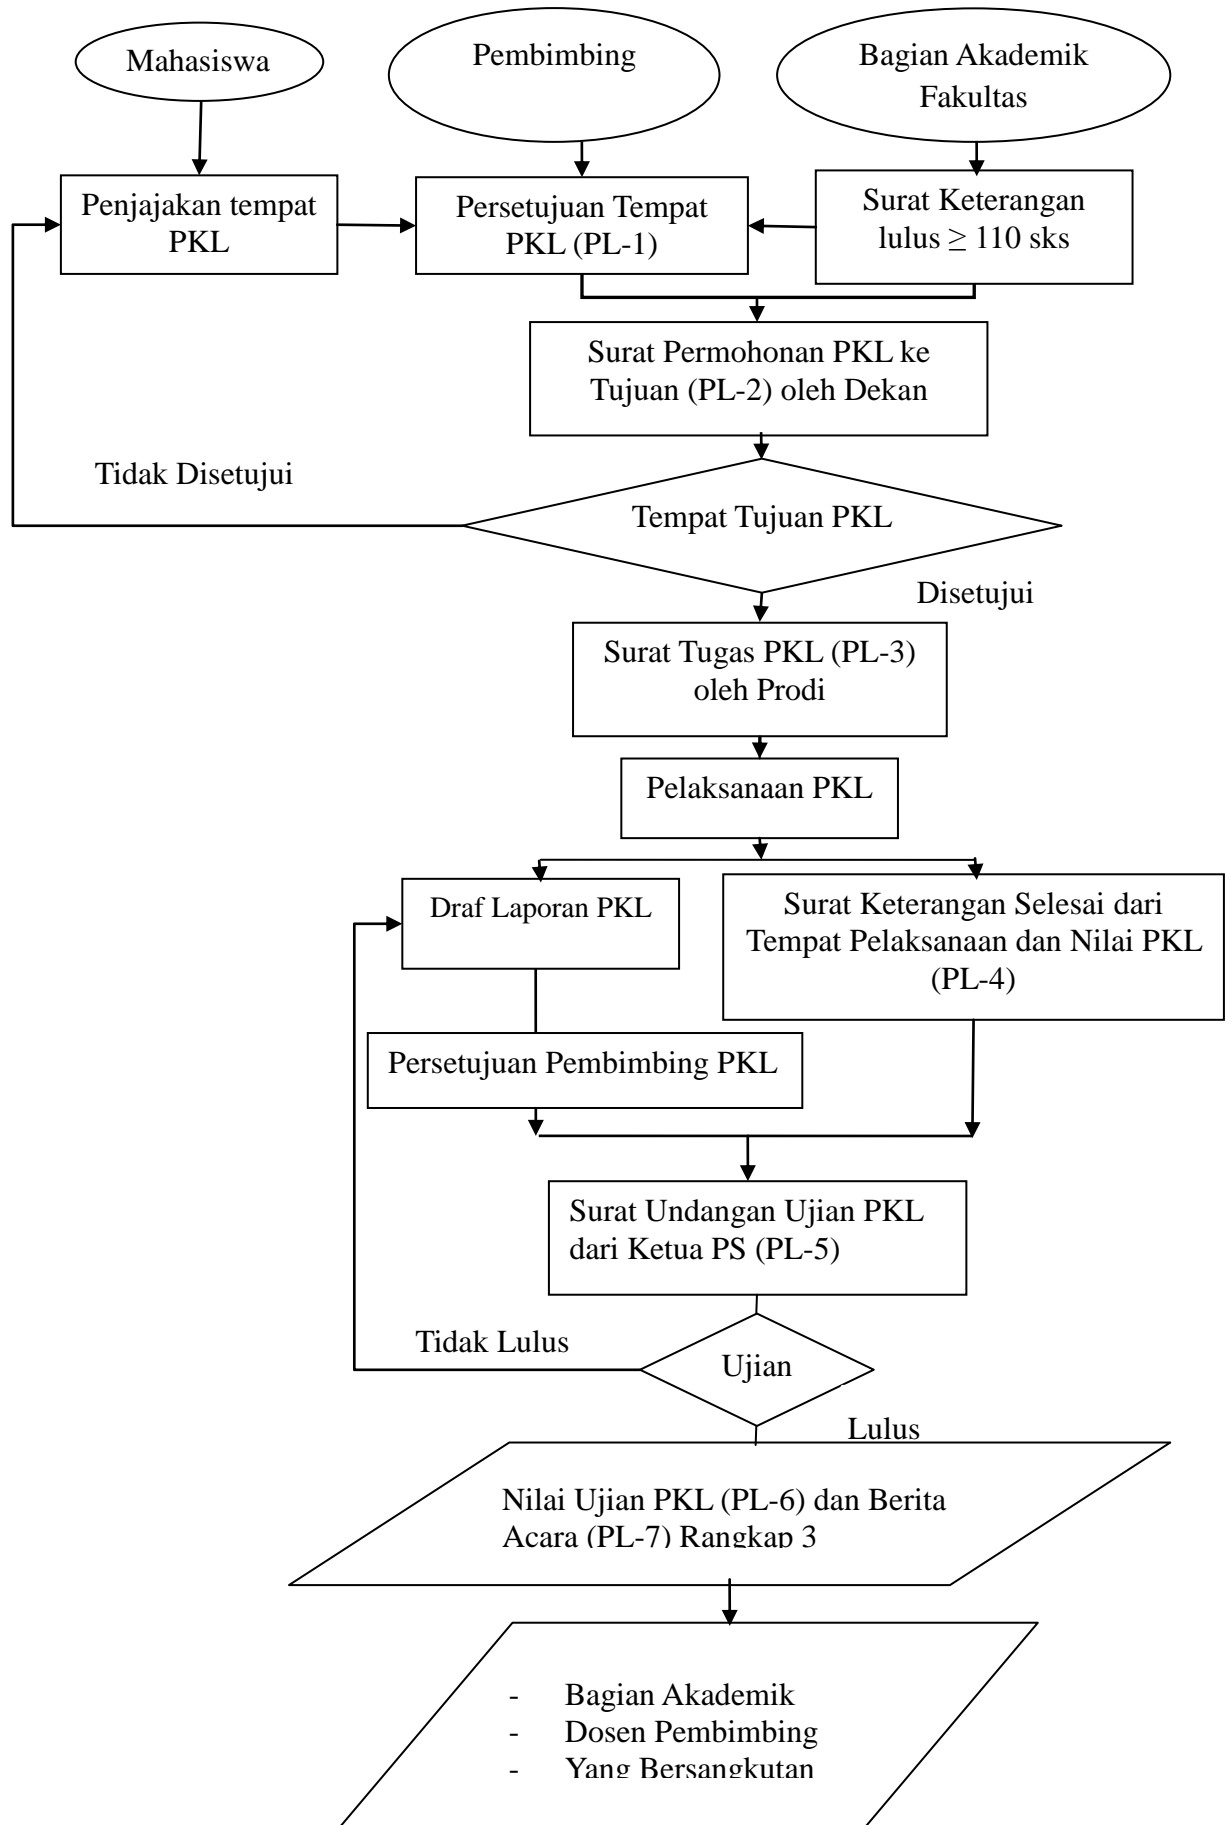 Mahasiswa
Pembimbing
Bagian Akademik
Fakultas
Penjajakan tempat
PKL
Persetujuan Tempat
PKL (PL-1)
Surat Keterangan
lulus ≥ 110 sks
Surat Permohonan PKL ke
Tujuan (PL-2) oleh Dekan
Tidak Disetujui
Tempat Tujuan PKL
Disetujui
Surat Tugas PKL (PL-3)
oleh Prodi
Pelaksanaan PKL
Draf Laporan PKL
Surat Keterangan Selesai dari
Tempat Pelaksanaan dan Nilai PKL
(PL-4)
Persetujuan Pembimbing PKL
Surat Undangan Ujian PKL
dari Ketua PS (PL-5)
Tidak Lulus
Ujian
Lulus
Nilai Ujian PKL (PL-6) dan Berita
Acara (PL-7) Rangkap 3
- Bagian Akademik
- Dosen Pembimbing
- Yang Bersangkutan